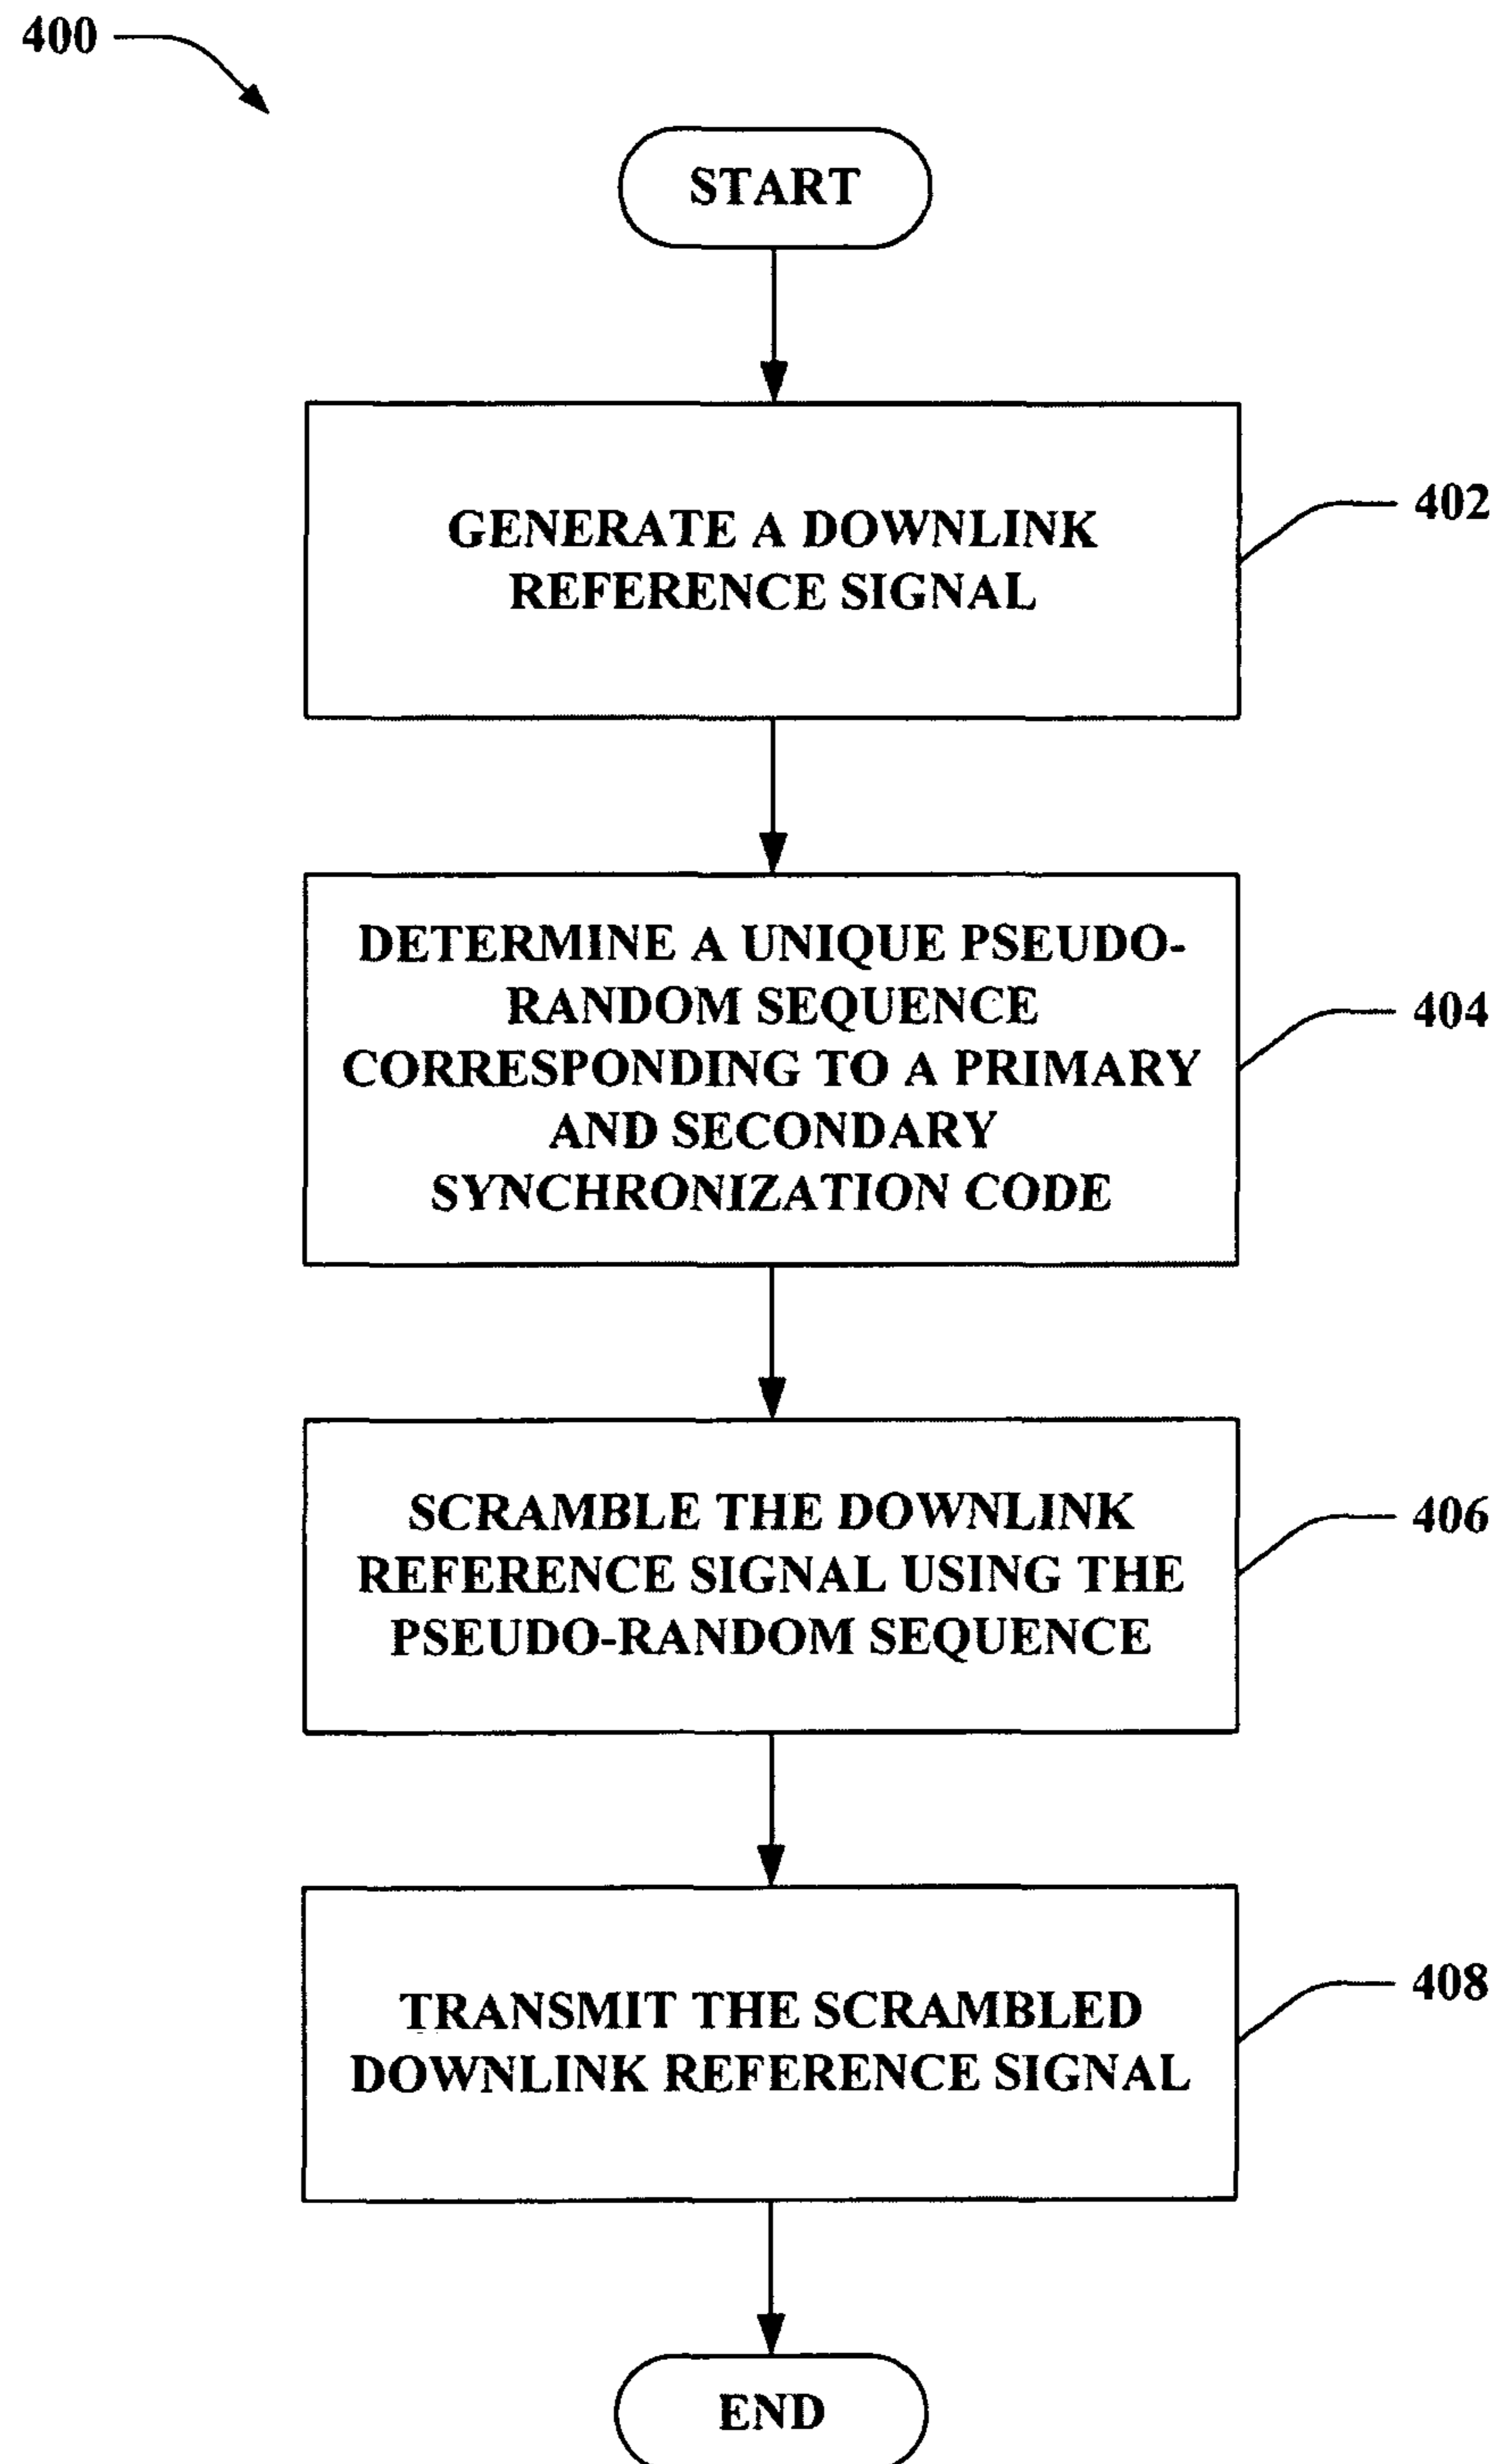 400
START
GENERATE A DOWNLINK
REFERENCE SIGNAL
402
DETERMINE A UNIQUE PSEUDO-
RANDOM SEQUENCE
CORRESPONDING TO A PRIMARY
AND SECONDARY
SYNCHRONIZATION CODE
404
SCRAMBLE THE DOWNLINK
REFERENCE SIGNAL USING THE
PSEUDO-RANDOM SEQUENCE
406
TRANSMIT THE SCRAMBLED
DOWNLINK REFERENCE SIGNAL
408
END